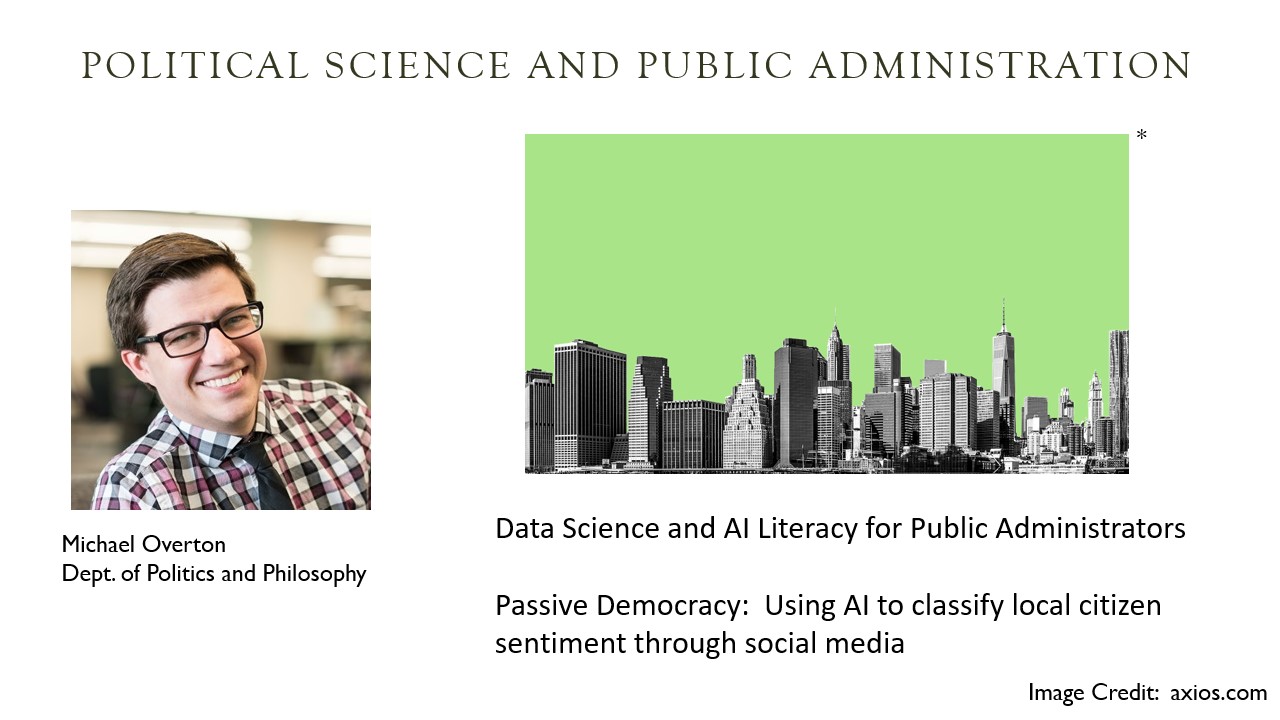 POLITICAL SCIENCE AND PUBLIC ADMINISTRATION
*
Michael Overton
Dept. of Politics and Philosophy
Data Science and AI Literacy for Public Administrators
Passive Democracy:  Using AI to classify local citizen
sentiment through social media
Image Credit:  axios.com